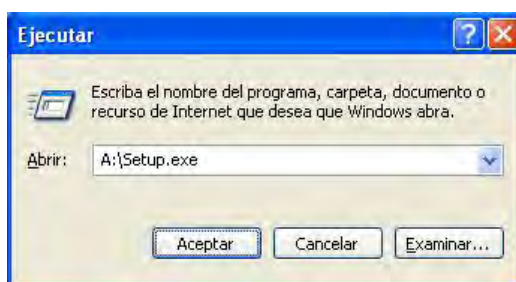 Ejecutar
Escriba el nombre del programa, carpeta, documento o
recurso de Internet que desea que Windows abra.
Abrir: A:\Setup.exe
Aceptar Cancelar Examinar...